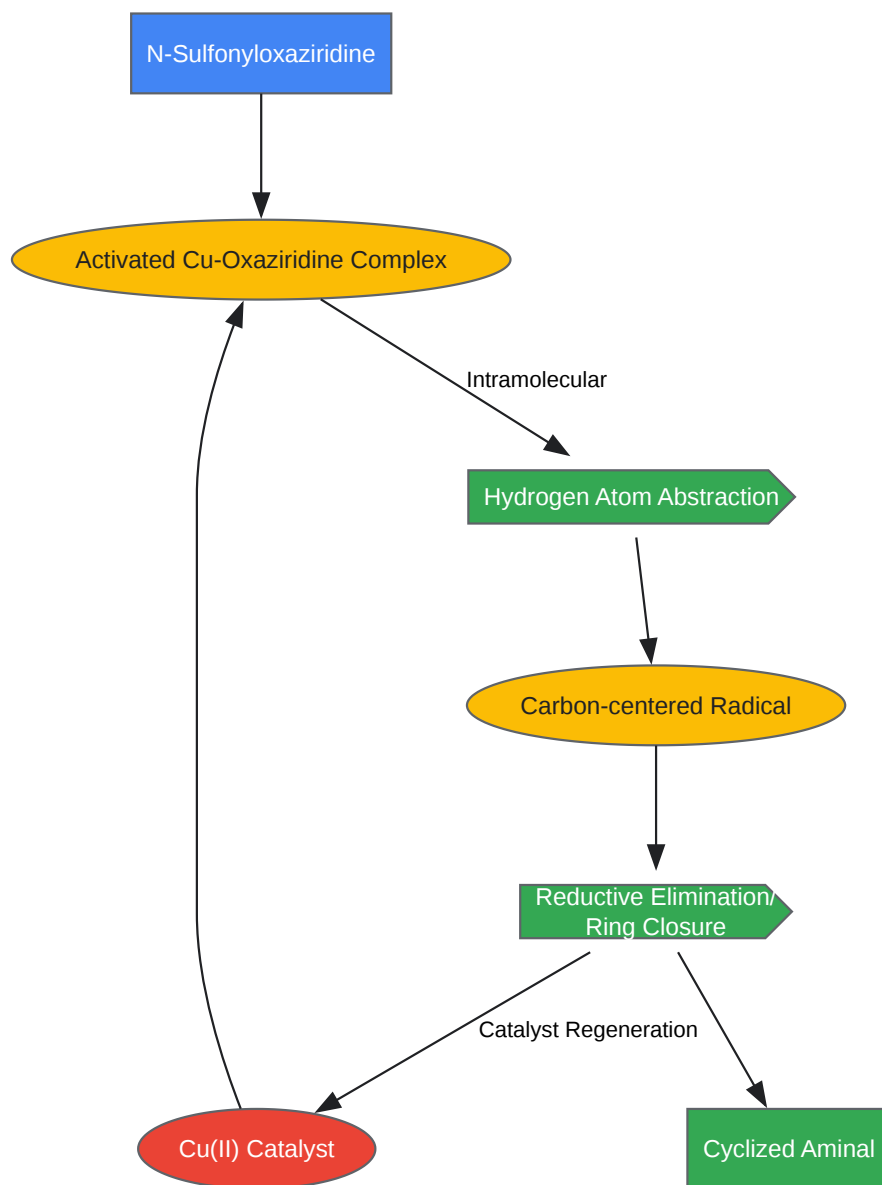 N-Sulfonyloxaziridine
Activated Cu-Oxaziridine Complex
Intramolecular
Hydrogen Atom Abstraction
Carbon-centered Radical
Reductive Elimination/
Ring Closure
Catalyst Regeneration
Cu(II) Catalyst
Cyclized Aminal